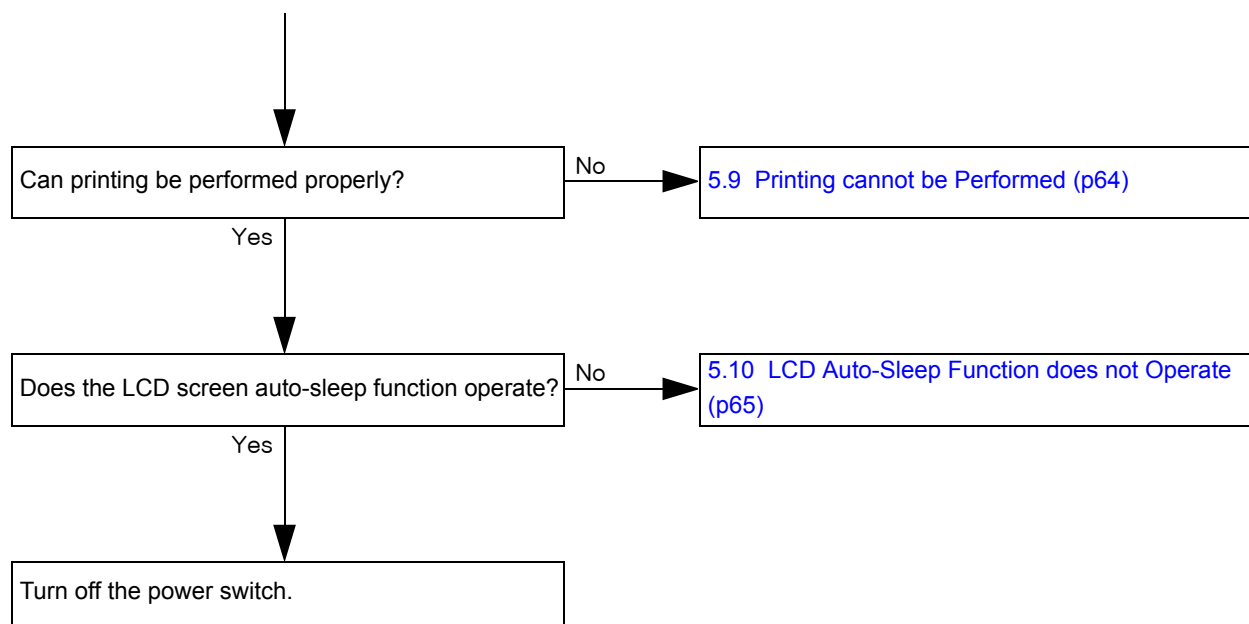 Can printing be performed properly?
No
5.9 Printing cannot be Performed (p64)
Yes
Does the LCD screen auto-sleep function operate?
No
5.10 LCD Auto-Sleep Function does not Operate
(p65)
Yes
Turn off the power switch.